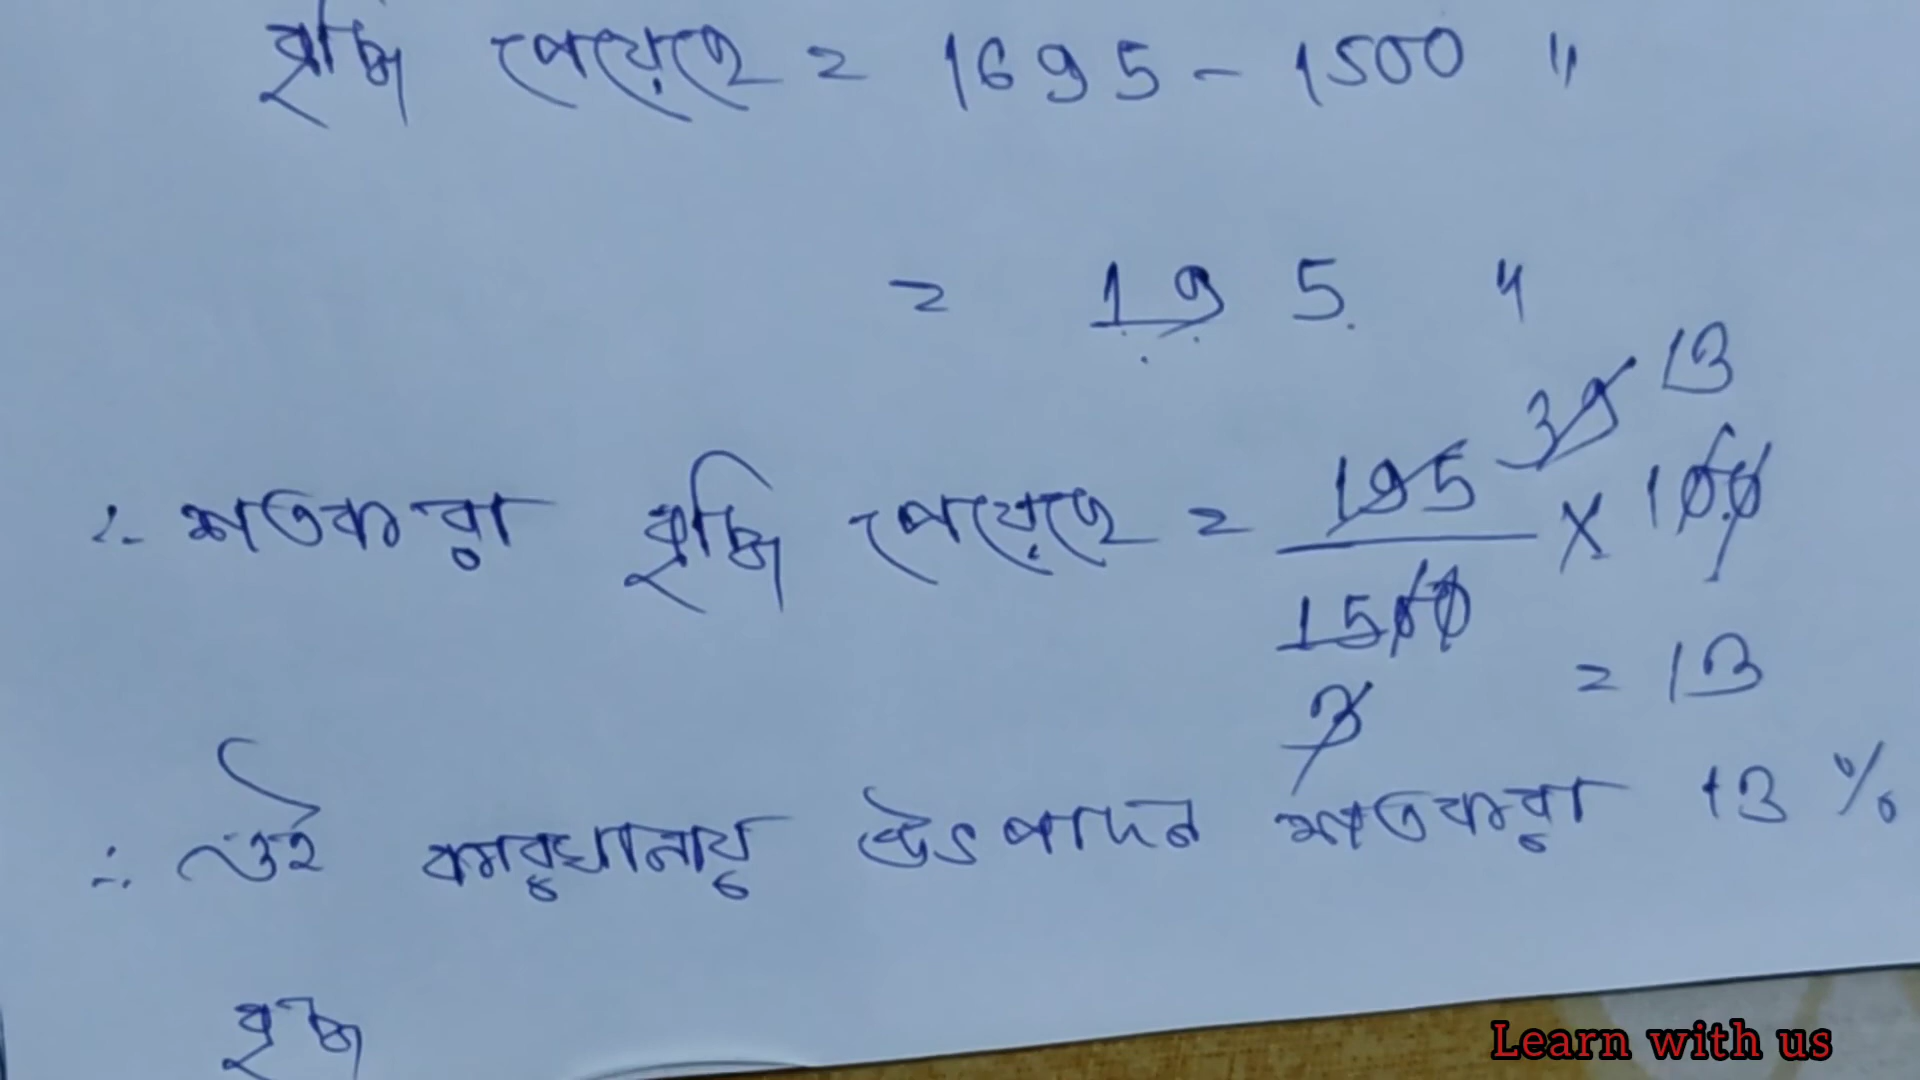 বৃদ্ধি পেয়েছে = 1695 - 1500 "
= 195 "
39 13
∴ শতকরা বৃদ্ধি পেয়েছে = 195/1500 × 100
3
= 13
∴ ঐ কারখানায় উৎপাদন শতকরা 13 %
বৃদ্ধি
Learn with us